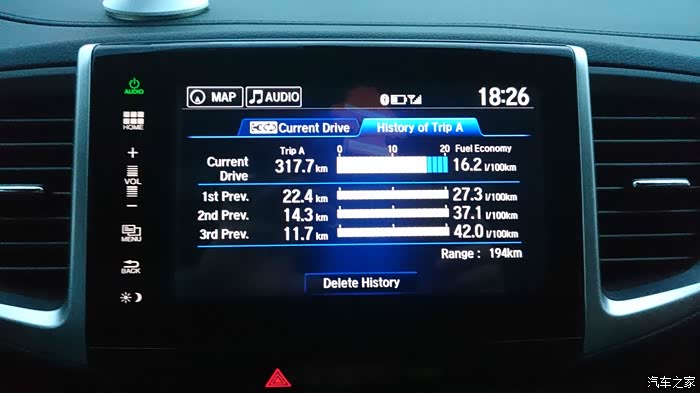 AUDIO
HOME
+
VOL
−
MENU
BACK
MAP
AUDIO
18:26
Current Drive
History of Trip A
Trip A
0 10 20
Fuel Economy
Current Drive 317.7 km 16.2 l/100km
1st Prev. 22.4 km 27.3 l/100km
2nd Prev. 14.3 km 37.1 l/100km
3rd Prev. 11.7 km 42.0 l/100km
Range : 194km
Delete History
汽车之家